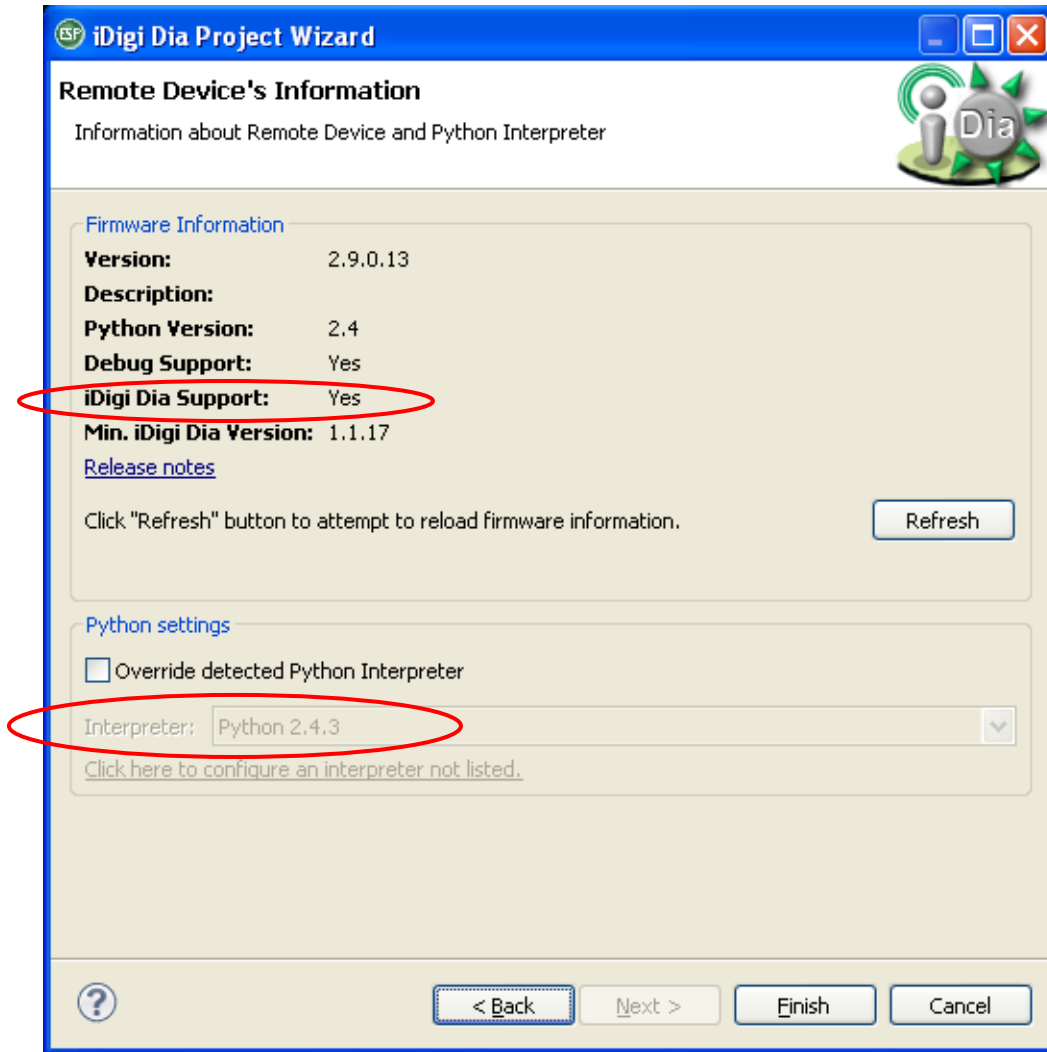 ESP iDigi Dia Project Wizard
Remote Device's Information
Information about Remote Device and Python Interpreter
Dia
Firmware Information
Version: 2.9.0.13
Description:
Python Version: 2.4
Debug Support: Yes
iDigi Dia Support: Yes
Min. iDigi Dia Version: 1.1.17
Release notes
Click "Refresh" button to attempt to reload firmware information. Refresh
Python settings
Override detected Python Interpreter
Interpreter: Python 2.4.3
Click here to configure an interpreter not listed.
? < Back Next > Finish Cancel